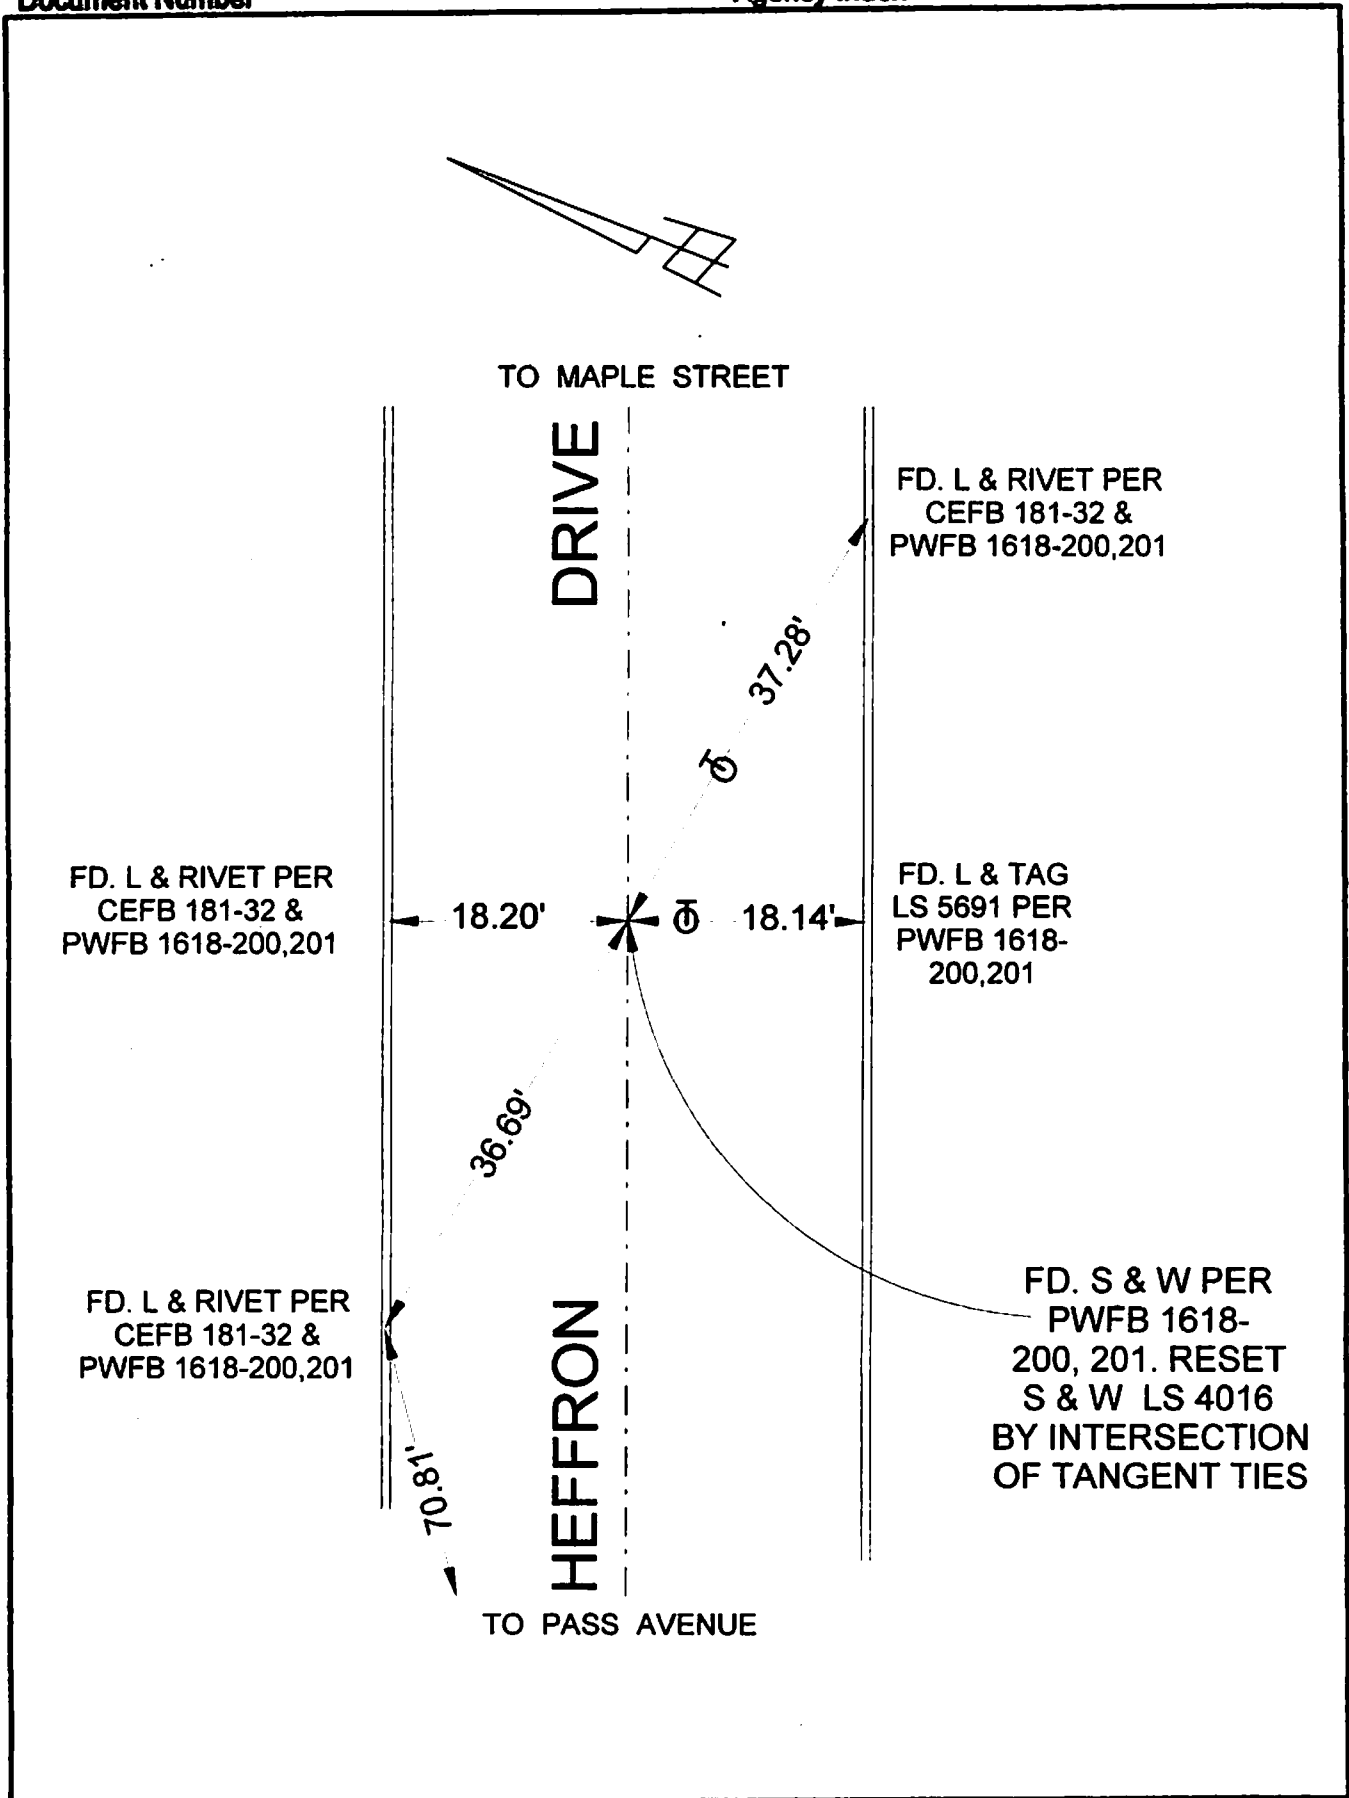 Document Number
TO MAPLE STREET
DRIVE
FD. L & RIVET PER
CEFB 181-32 &
PWFB 1618-200,201
37.28'
FD. L & RIVET PER
CEFB 181-32 &
PWFB 1618-200,201
18.20'
18.14'
FD. L & TAG
LS 5691 PER
PWFB 1618-
200,201
36.69'
FD. L & RIVET PER
CEFB 181-32 &
PWFB 1618-200,201
HEFFRON
70.81'
FD. S & W PER
PWFB 1618-
200, 201. RESET
S & W LS 4016
BY INTERSECTION
OF TANGENT TIES
TO PASS AVENUE